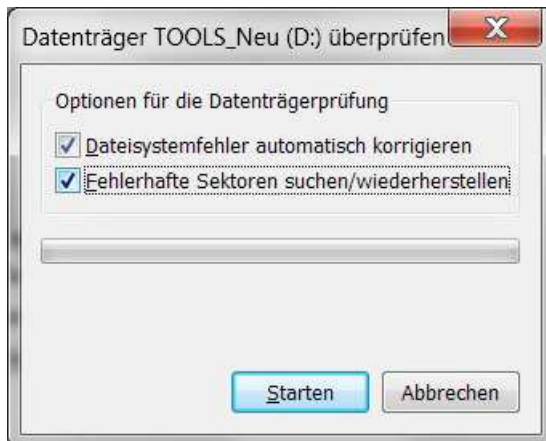 Datenträger TOOLS_Neu (D:) überprüfen
Optionen für die Datenträgerprüfung
Dateisystemfehler automatisch korrigieren
Fehlerhafte Sektoren suchen/wiederherstellen
Starten
Abbrechen